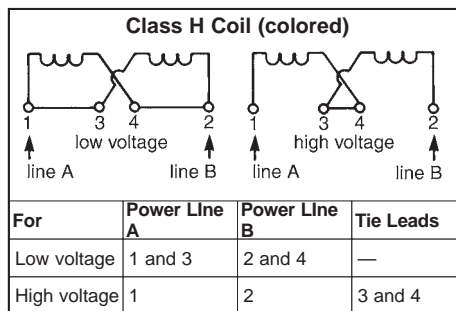 Class H Coil (colored)
1 3 4 2
low voltage
line A line B
1 3 4 2
high voltage
line A line B
For Power LIne A Power LIne B Tie Leads
Low voltage 1 and 3 2 and 4 —
High voltage 1 2 3 and 4